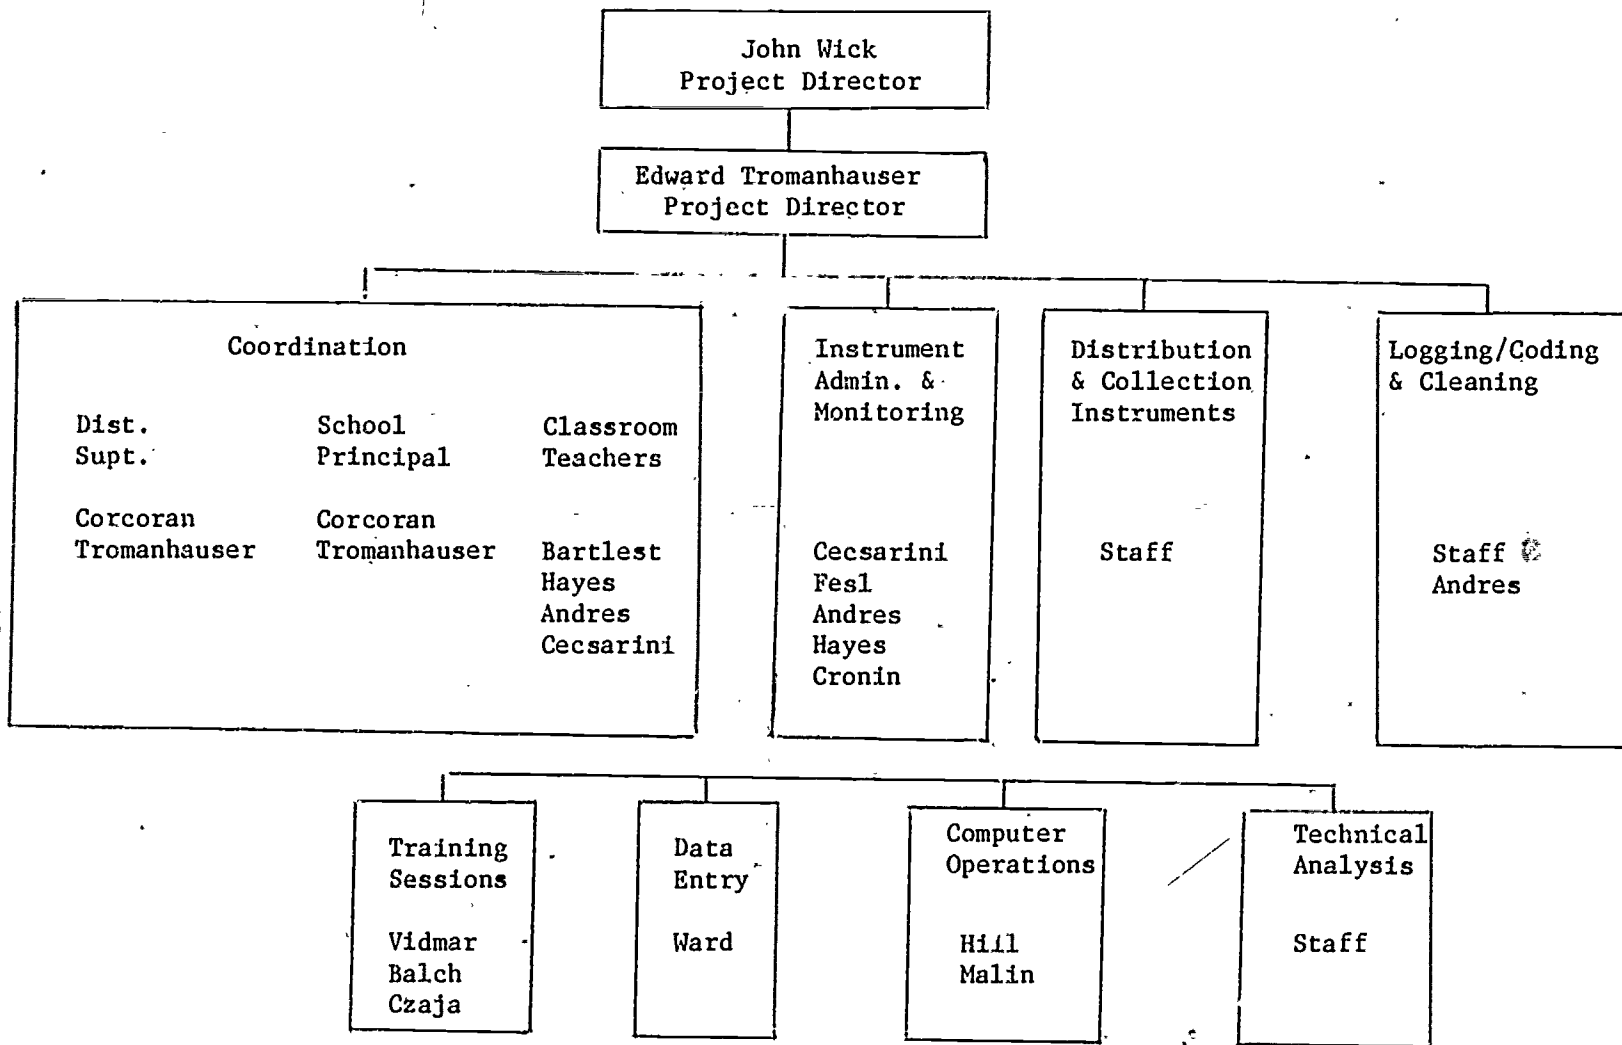 John Wick
Project Director
Edward Tromanhauser
Project Director
Coordination
Dist.
Supt.
Corcoran
Tromanhauser
School
Principal
Corcoran
Tromanhauser
Classroom
Teachers
Bartlest
Hayes
Andres
Cecsarini
Instrument
Admin. &
Monitoring
Cecsarini
Fesl
Andres
Hayes
Cronin
Distribution
& Collection
Instruments
Staff
Logging/Coding
& Cleaning
Staff
Andres
Training
Sessions
Vidmar
Balch
Czaja
Data
Entry
Ward
Computer
Operations
Hill
Malin
Technical
Analysis
Staff